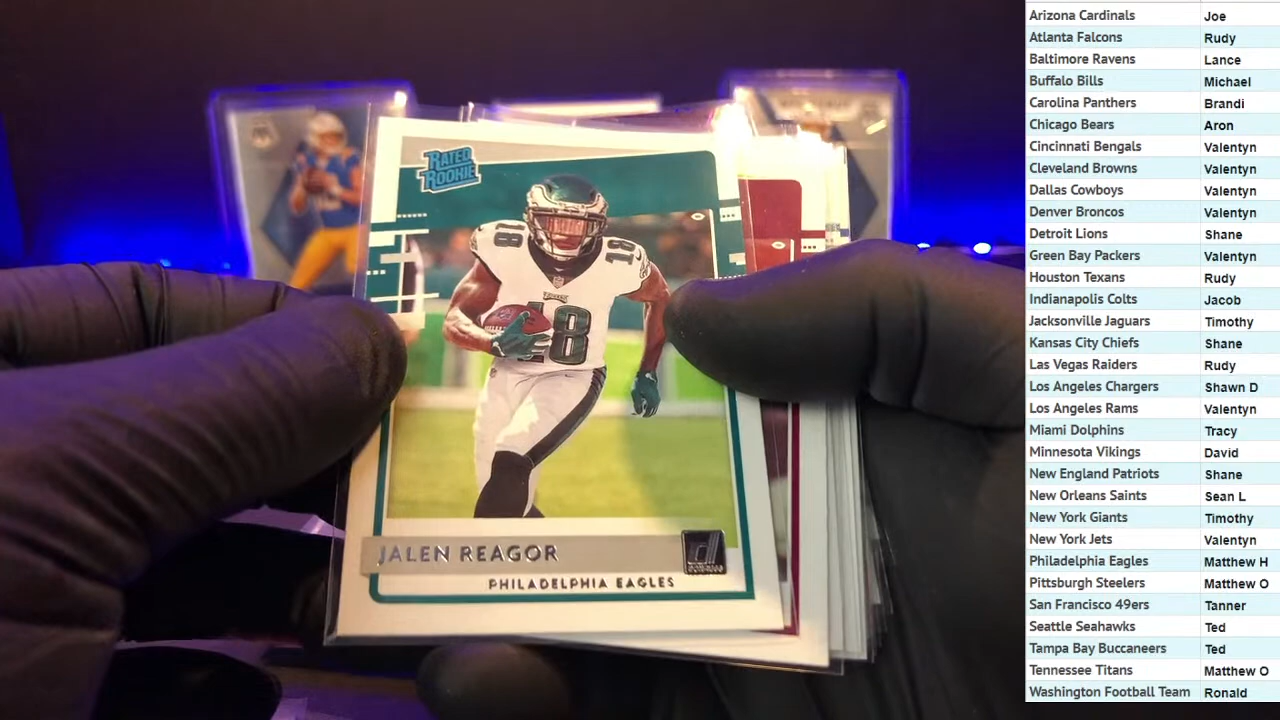 RATED
ROOKIE
18
18
EAGLES
18
JALEN REAGOR
PHILADELPHIA EAGLES
Arizona Cardinals Joe
Atlanta Falcons Rudy
Baltimore Ravens Lance
Buffalo Bills Michael
Carolina Panthers Brandi
Chicago Bears Aron
Cincinnati Bengals Valentyn
Cleveland Browns Valentyn
Dallas Cowboys Valentyn
Denver Broncos Valentyn
Detroit Lions Shane
Green Bay Packers Valentyn
Houston Texans Rudy
Indianapolis Colts Jacob
Jacksonville Jaguars Timothy
Kansas City Chiefs Shane
Las Vegas Raiders Rudy
Los Angeles Chargers Shawn D
Los Angeles Rams Valentyn
Miami Dolphins Tracy
Minnesota Vikings David
New England Patriots Shane
New Orleans Saints Sean L
New York Giants Timothy
New York Jets Valentyn
Philadelphia Eagles Matthew H
Pittsburgh Steelers Matthew O
San Francisco 49ers Tanner
Seattle Seahawks Ted
Tampa Bay Buccaneers Ted
Tennessee Titans Matthew O
Washington Football Team Ronald